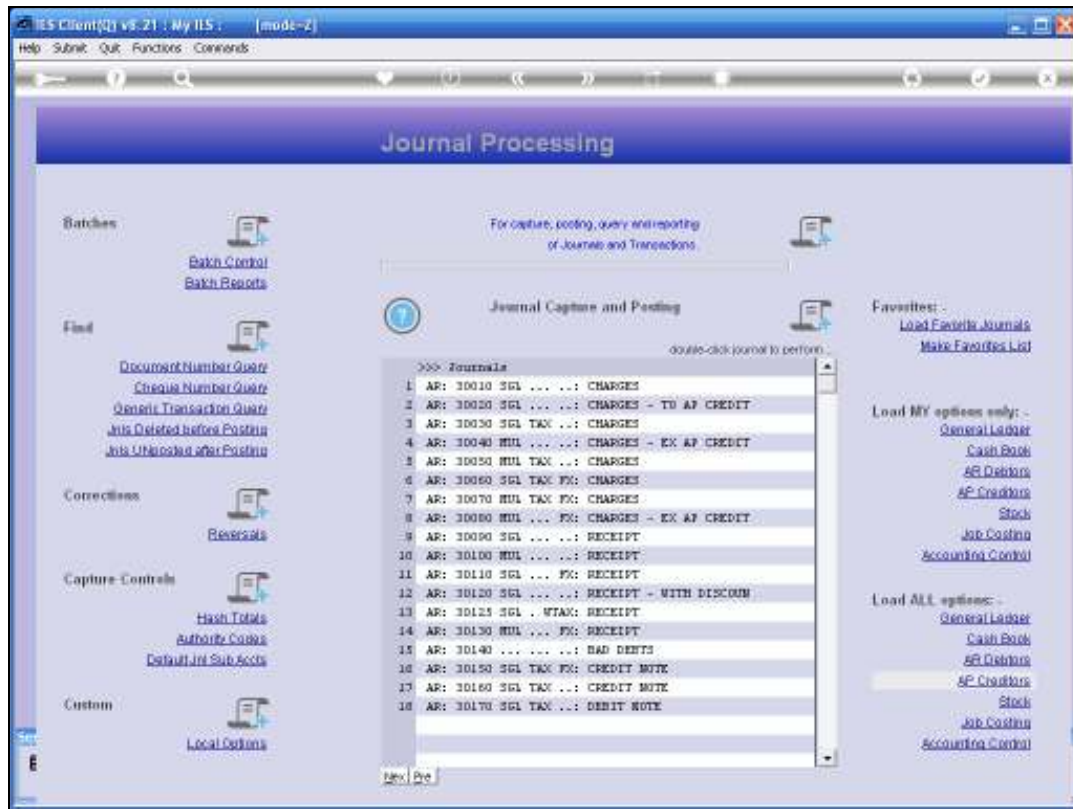 IES Client(Q) v8.21 : My IES : [mode=Z]
Help Submit Quit Functions Commands
Journal Processing
Batches
Batch Control
Batch Reports
Find
Document Number Query
Cheque Number Query
Generic Transaction Query
Jnls Deleted before Posting
Jnls UNposted after Posting
Corrections
Reversals
Capture Controls
Hash Totals
Authority Codes
Default Jnl Sub Accts
Custom
Local Options
For capture, posting, query and reporting
of Journals and Transactions
Journal Capture and Posting
double-click journal to perform ..
>>> Journals
1 AR: 30010 SGL ... ..: CHARGES
2 AR: 30020 SGL ... ..: CHARGES - TO AP CREDIT
3 AR: 30030 SGL TAX ..: CHARGES
4 AR: 30040 MUL ... ..: CHARGES - EX AP CREDIT
5 AR: 30050 MUL TAX ..: CHARGES
6 AR: 30060 SGL TAX FX: CHARGES
7 AR: 30070 MUL TAX FX: CHARGES
8 AR: 30080 MUL ... FX: CHARGES - EX AP CREDIT
9 AR: 30090 SGL ... ..: RECEIPT
10 AR: 30100 MUL ... ..: RECEIPT
11 AR: 30110 SGL ... FX: RECEIPT
12 AR: 30120 SGL ... ..: RECEIPT - WITH DISCOUN
13 AR: 30125 SGL . WTAX: RECEIPT
14 AR: 30130 MUL ... FX: RECEIPT
15 AR: 30140 ... ... ..: BAD DEBTS
16 AR: 30150 SGL TAX FX: CREDIT NOTE
17 AR: 30160 SGL TAX ..: CREDIT NOTE
18 AR: 30170 SGL TAX ..: DEBIT NOTE
Nex Pre
Favorites: -
Load Favorite Journals
Make Favorites List
Load MY options only: -
General Ledger
Cash Book
AR Debtors
AP Creditors
Stock
Job Costing
Accounting Control
Load ALL options: -
General Ledger
Cash Book
AR Debtors
AP Creditors
Stock
Job Costing
Accounting Control